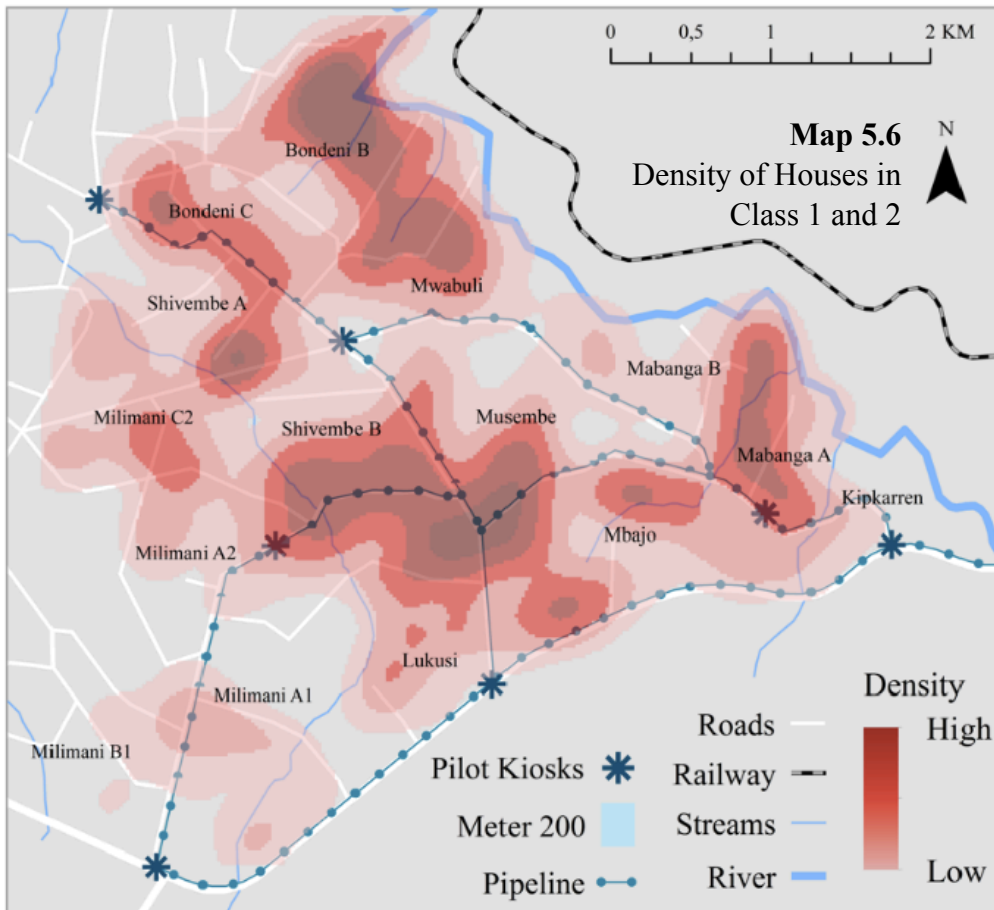 0 0,5 1 2 KM
Map 5.6
Density of Houses in
Class 1 and 2
N
Bondeni B
Bondeni C
Mwabuli
Shivembe A
Mabanga B
Milimani C2
Shivembe B
Musembe
Mabanga A
Kipkarren
Mbajo
Milimani A2
Lukusi
Milimani A1
Milimani B1
Pilot Kiosks
Meter 200
Pipeline
Roads
Railway
Streams
River
Density
High
Low